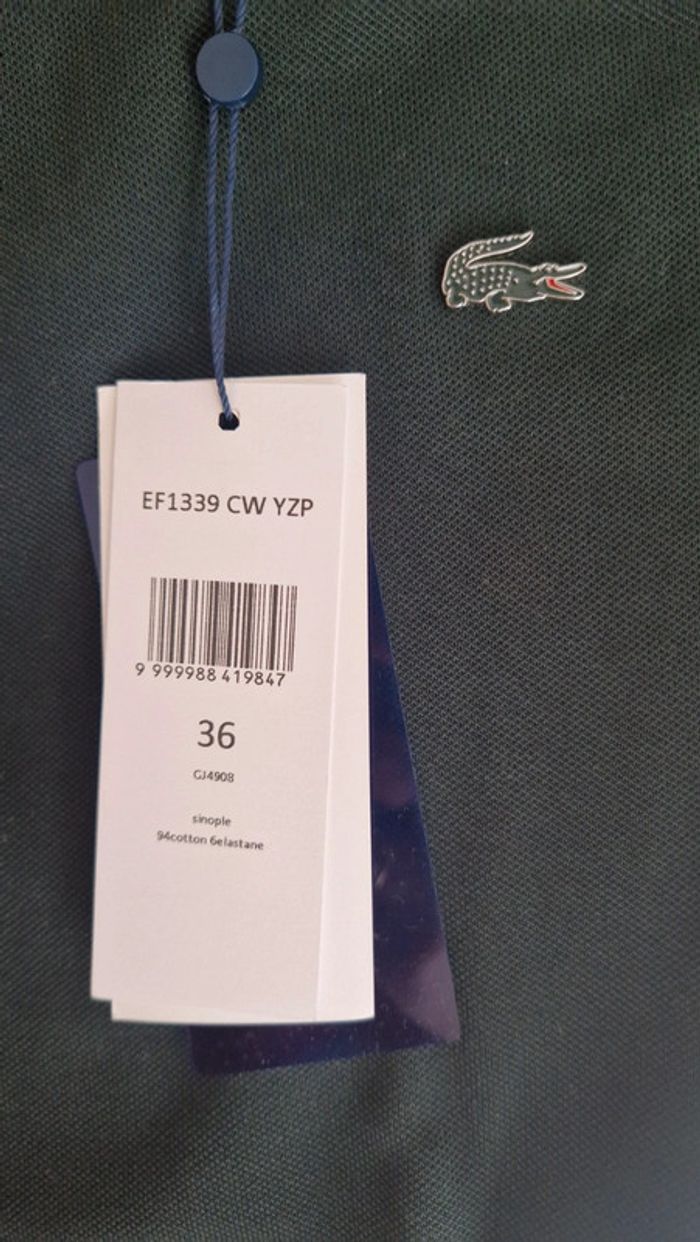 EF1339 CW YZP
9 999988 419847
36
GJ4908
sinople
94cotton 6elastane